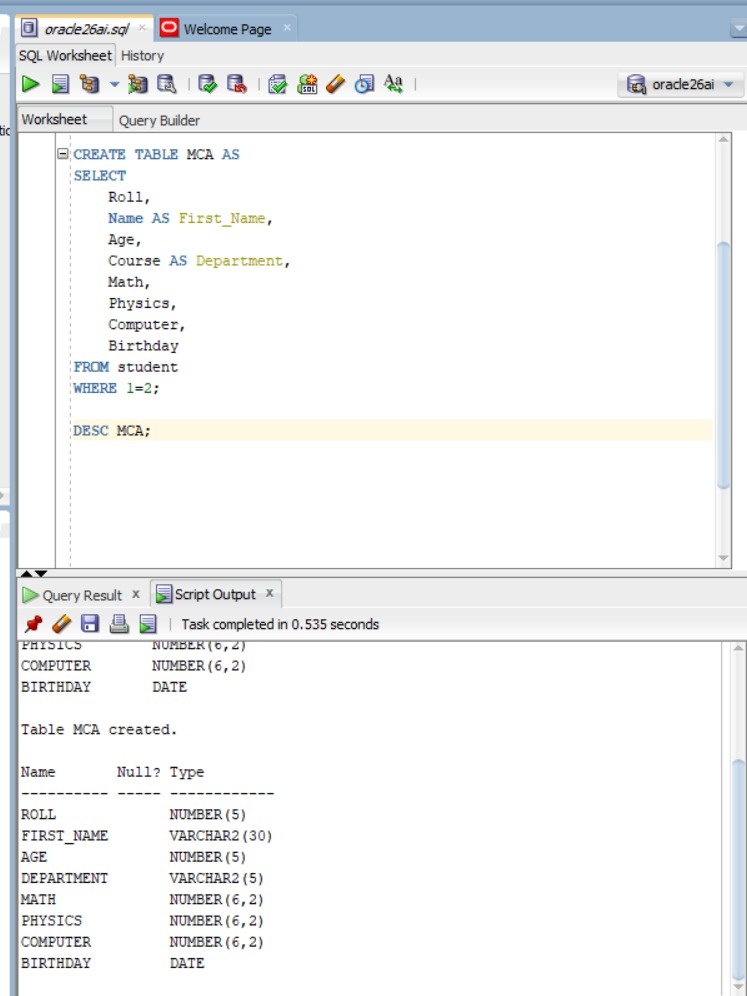 oracle26ai.sql × Welcome Page ×
SQL Worksheet History
oracle26ai
Worksheet Query Builder
CREATE TABLE MCA AS
SELECT
Roll,
Name AS First_Name,
Age,
Course AS Department,
Math,
Physics,
Computer,
Birthday
FROM student
WHERE 1=2;
DESC MCA;
Query Result × Script Output ×
Task completed in 0.535 seconds
PHYSICS NUMBER(6,2)
COMPUTER NUMBER(6,2)
BIRTHDAY DATE
Table MCA created.
Name Null? Type
---------- ----- ------------
ROLL NUMBER(5)
FIRST_NAME VARCHAR2(30)
AGE NUMBER(5)
DEPARTMENT VARCHAR2(5)
MATH NUMBER(6,2)
PHYSICS NUMBER(6,2)
COMPUTER NUMBER(6,2)
BIRTHDAY DATE